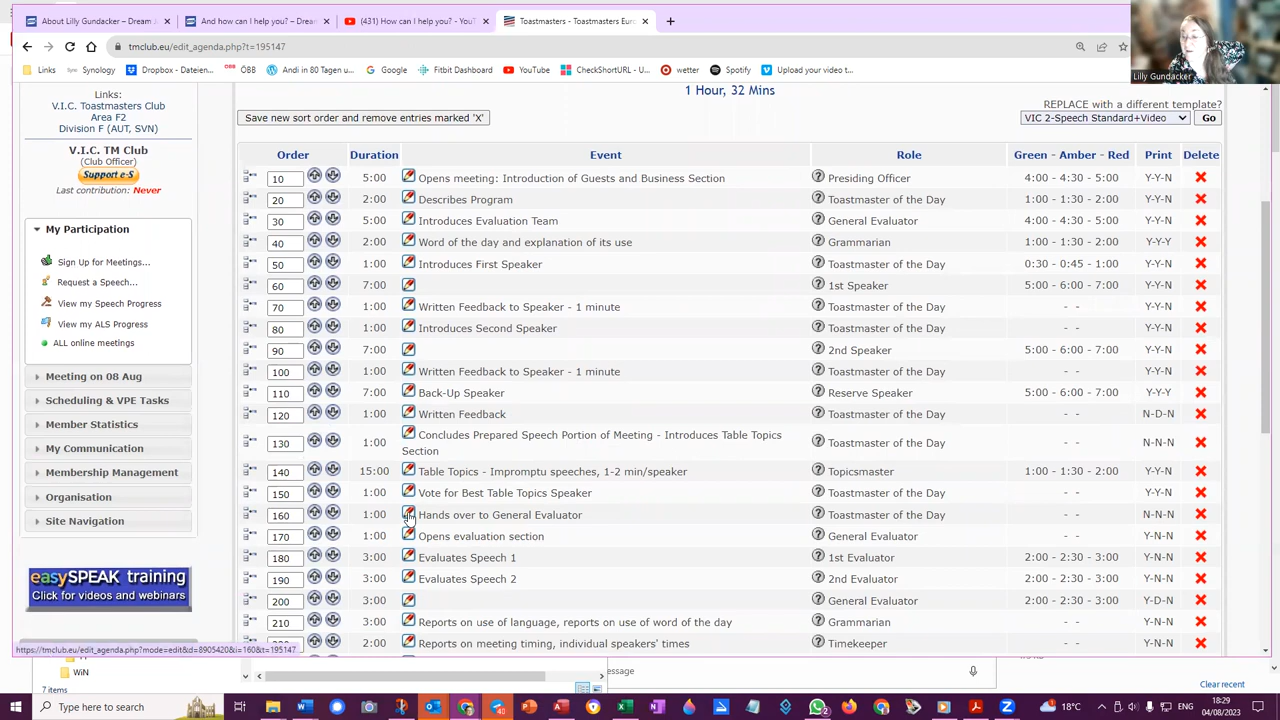 About Lilly Gundacker – Dream J
And how can I help you? – Drea
(431) How can I help you? - You
Toastmasters - Toastmasters Eur
tmclub.eu/edit_agenda.php?t=195147
Links
Synology
Dropbox - Dateien...
ÖBB
Andi in 80 Tagen u...
Google
Fitbit Dashboard
YouTube
CheckShortURL - U...
wetter
Spotify
Upload your video t...
Lilly Gundacker
Links:
V.I.C. Toastmasters Club
Area F2
Division F (AUT, SVN)
V.I.C. TM Club
(Club Officer)
Support e-S
Last contribution: Never
My Participation
Sign Up for Meetings...
Request a Speech...
View my Speech Progress
View my ALS Progress
ALL online meetings
Meeting on 08 Aug
Scheduling & VPE Tasks
Member Statistics
My Communication
Membership Management
Organisation
Site Navigation
easySPEAK training
Click for videos and webinars
1 Hour, 32 Mins
REPLACE with a different template?
Save new sort order and remove entries marked 'X'
VIC 2-Speech Standard+Video Go
Order Duration Event Role Green - Amber - Red Print Delete
10 5:00 Opens meeting: Introduction of Guests and Business Section Presiding Officer 4:00 - 4:30 - 5:00 Y-Y-N
20 2:00 Describes Program Toastmaster of the Day 1:00 - 1:30 - 2:00 Y-Y-N
30 5:00 Introduces Evaluation Team General Evaluator 4:00 - 4:30 - 5:00 Y-Y-N
40 2:00 Word of the day and explanation of its use Grammarian 1:00 - 1:30 - 2:00 Y-Y-Y
50 1:00 Introduces First Speaker Toastmaster of the Day 0:30 - 0:45 - 1:00 Y-Y-N
60 7:00 1st Speaker 5:00 - 6:00 - 7:00 Y-Y-N
70 1:00 Written Feedback to Speaker - 1 minute Toastmaster of the Day - - Y-Y-N
80 1:00 Introduces Second Speaker Toastmaster of the Day - - Y-Y-N
90 7:00 2nd Speaker 5:00 - 6:00 - 7:00 Y-Y-N
100 1:00 Written Feedback to Speaker - 1 minute Toastmaster of the Day - - Y-Y-N
110 7:00 Back-Up Speaker Reserve Speaker 5:00 - 6:00 - 7:00 Y-Y-Y
120 1:00 Written Feedback Toastmaster of the Day - - N-D-N
130 1:00 Concludes Prepared Speech Portion of Meeting - Introduces Table Topics Toastmaster of the Day - - N-N-N
Section
140 15:00 Table Topics - Impromptu speeches, 1-2 min/speaker Topicsmaster 1:00 - 1:30 - 2:00 Y-Y-N
150 1:00 Vote for Best Table Topics Speaker Toastmaster of the Day - - Y-Y-N
160 1:00 Hands over to General Evaluator Toastmaster of the Day - - N-N-N
170 1:00 Opens evaluation section General Evaluator - - Y-N-N
180 3:00 Evaluates Speech 1 1st Evaluator 2:00 - 2:30 - 3:00 Y-N-N
190 3:00 Evaluates Speech 2 2nd Evaluator 2:00 - 2:30 - 3:00 Y-N-N
200 3:00 General Evaluator 2:00 - 2:30 - 3:00 Y-D-N
210 3:00 Reports on use of language, reports on use of word of the day Grammarian - - Y-N-N
2:00 Reports on meeting timing, individual speakers' times Timekeeper - - Y-N-N
https://tmclub.eu/edit_agenda.php?mode=edit&d=8905420&i=160&t=195147
WiN
7 items
message
Clear recent
Type here to search
18°C
18:29
04/08/2023